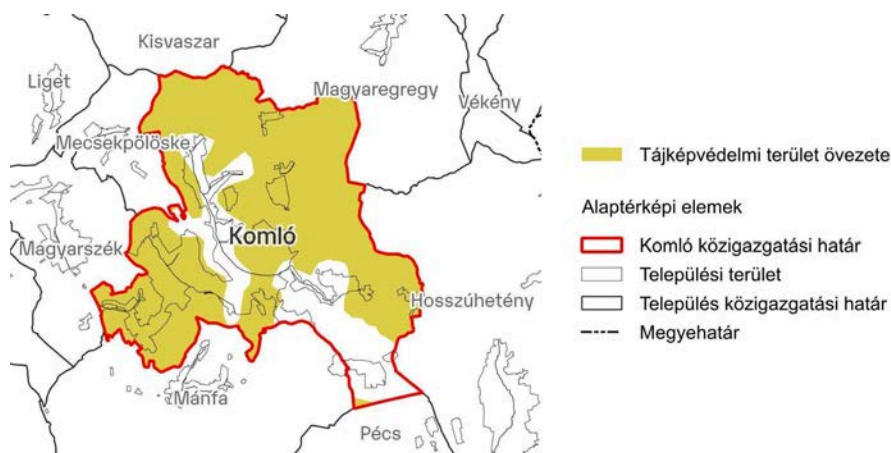 Kisvaszar
Liget
Magyaregregy
Vékény
Mecsekpölöske
Komló
Magyarszék
Hosszúhetény
Mánfa
Pécs
Tájképvédelmi terület övezete
Alaptérképi elemek
Komló közigazgatási határ
Települési terület
Település közigazgatási határ
Megyehatár